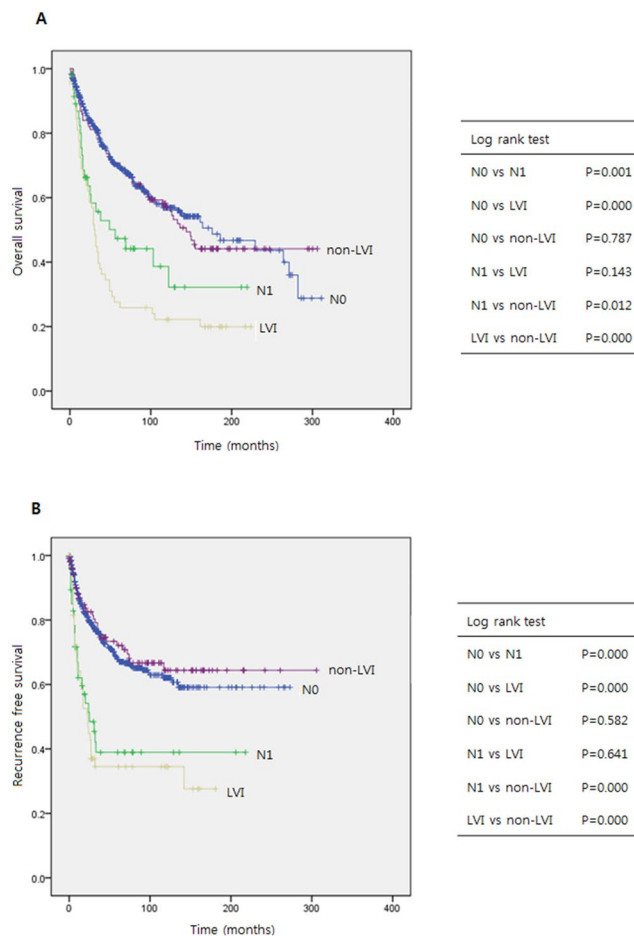 A
1.0
0.8
0.6
0.4
0.2
0.0
Overall survival
non-LVI
N1
N0
LVI
0 100 200 300 400
Time (months)
Log rank test
N0 vs N1 P=0.001
N0 vs LVI P=0.000
N0 vs non-LVI P=0.787
N1 vs LVI P=0.143
N1 vs non-LVI P=0.012
LVI vs non-LVI P=0.000
B
1.0
0.8
0.6
0.4
0.2
0.0
Recurrence free survival
non-LVI
N0
N1
LVI
0 100 200 300 400
Time (months)
Log rank test
N0 vs N1 P=0.000
N0 vs LVI P=0.000
N0 vs non-LVI P=0.582
N1 vs LVI P=0.641
N1 vs non-LVI P=0.000
LVI vs non-LVI P=0.000